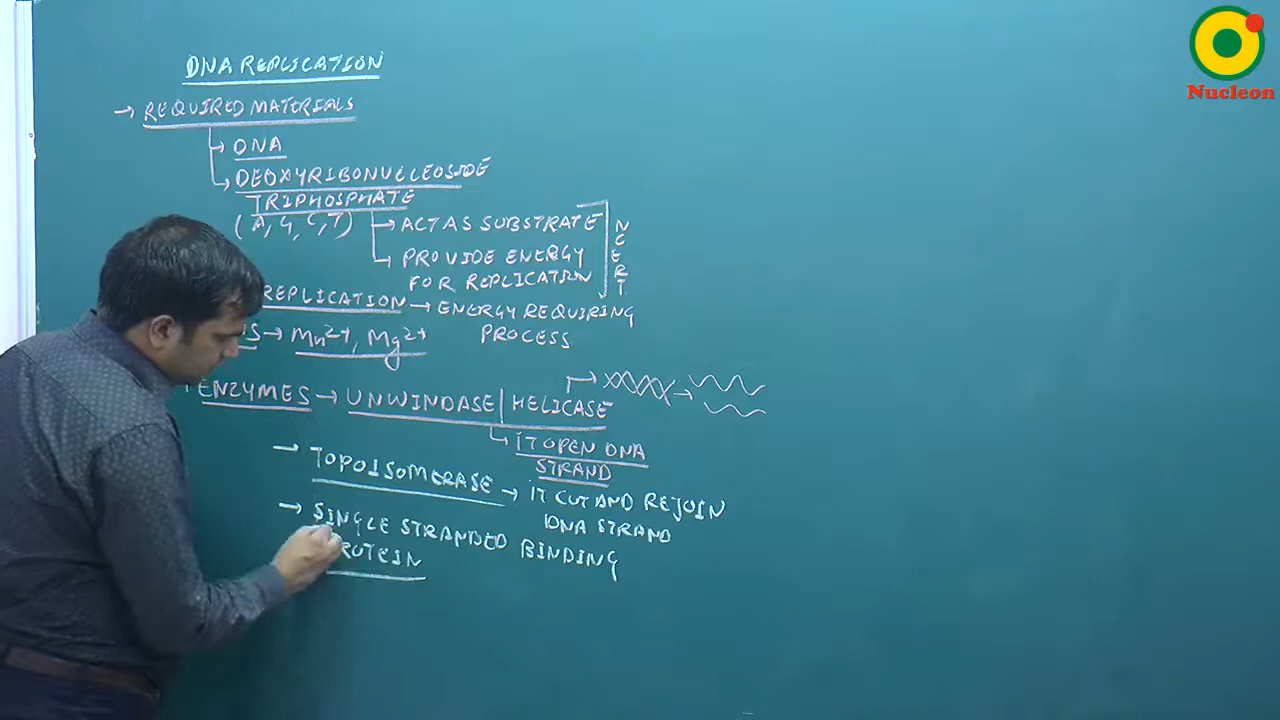 DNA REPLICATION
→ REQUIRED MATERIALS
→ DNA
→ DEOXYRIBONUCLEOSIDE
TRIPHOSPHATE
(A, G, C, T)
→ ACT AS SUBSTRATE
→ PROVIDE ENERGY
FOR REPLICATION
NCERT
REPLICATION → ENERGY REQUIRING
PROCESS
S → Mn2+, Mg2+
ENZYMES → UNWINDASE | HELICASE
→ IT OPEN DNA
STRAND
→ TOPOISOMERASE → IT CUT AND REJOIN
DNA STRAND
→ SINGLE STRANDED BINDING
ROTEIN
Nucleon